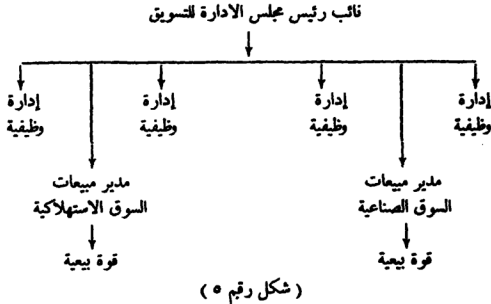 نائب رئيس مجلس الادارة للتسويق
إدارة إدارة إدارة إدارة
وظيفية وظيفية وظيفية وظيفية
مدير مبيعات مدير مبيعات
السوق الصناعية السوق الاستهلاكية
قوة بيعية قوة بيعية
( شكل رقم ٥ )